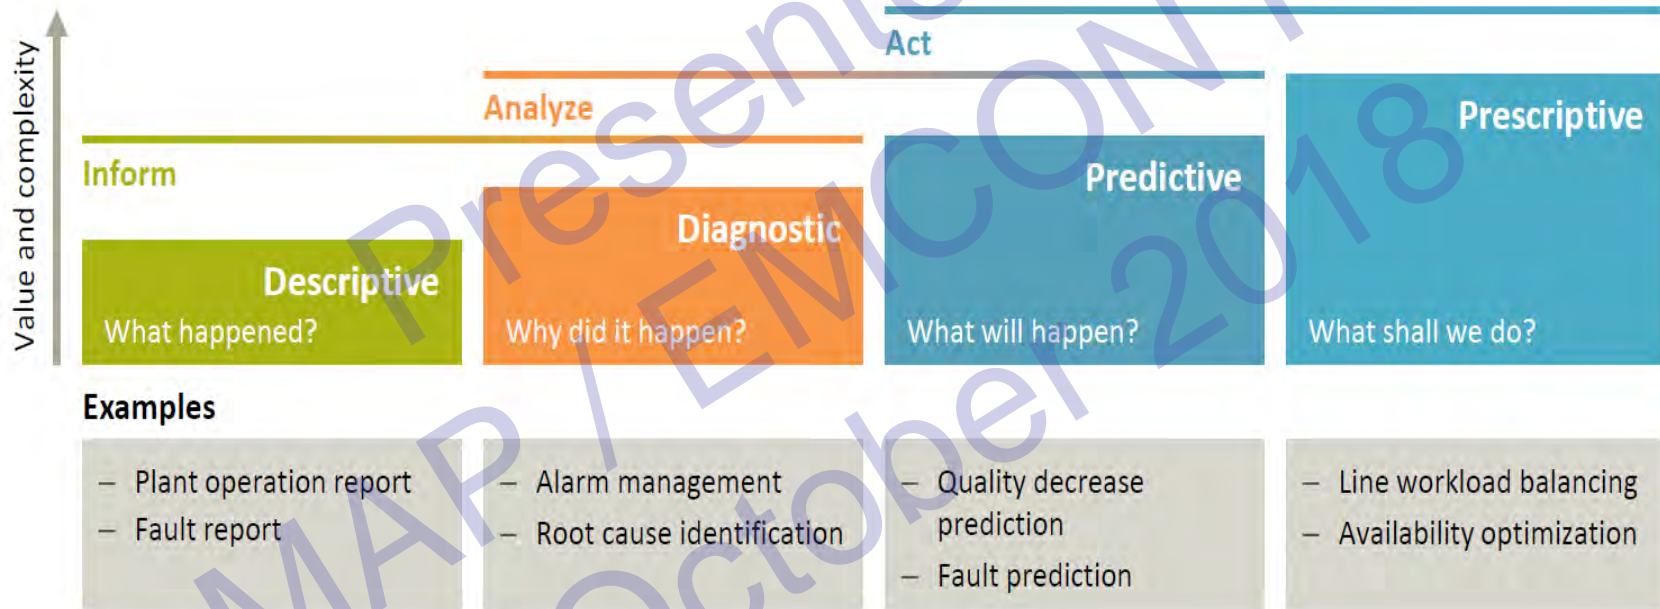 Act
Analyze
Inform
Value and complexity
Prescriptive
Predictive
Diagnostic
Descriptive
What happened?
Why did it happen?
What will happen?
What shall we do?
Examples
– Plant operation report
– Fault report
– Alarm management
– Root cause identification
– Quality decrease
prediction
– Fault prediction
– Line workload balancing
– Availability optimization
MAP / EMCON
October 2018